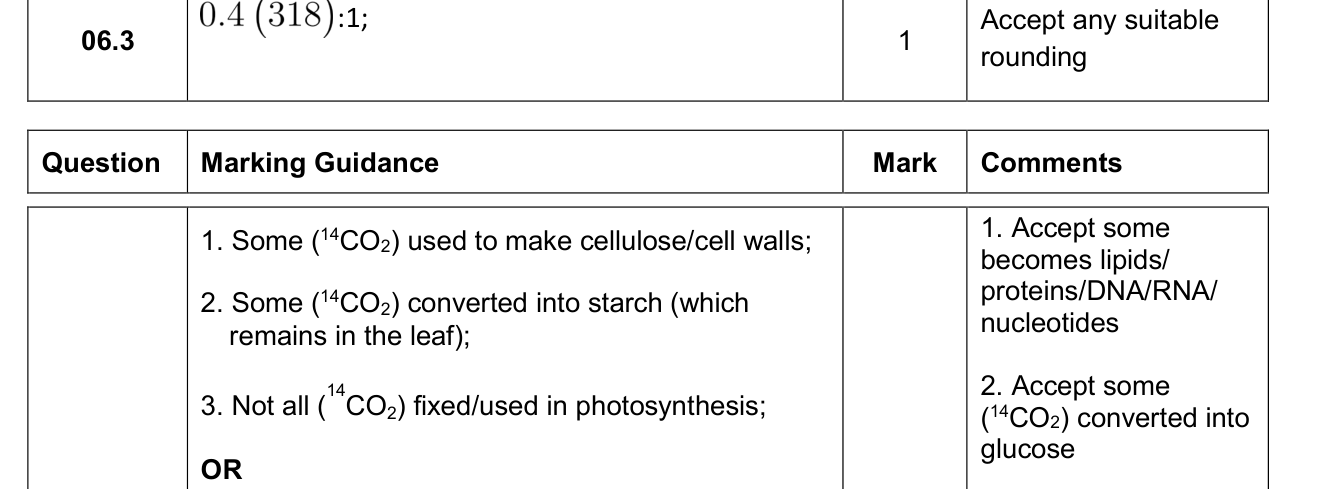 06.3
0.4 (318):1;
1
Accept any suitable
rounding
Question Marking Guidance Mark Comments
1. Some (¹⁴CO₂) used to make cellulose/cell walls;
2. Some (¹⁴CO₂) converted into starch (which
remains in the leaf);
3. Not all (¹⁴CO₂) fixed/used in photosynthesis;
OR
1. Accept some
becomes lipids/
proteins/DNA/RNA/
nucleotides
2. Accept some
(¹⁴CO₂) converted into
glucose